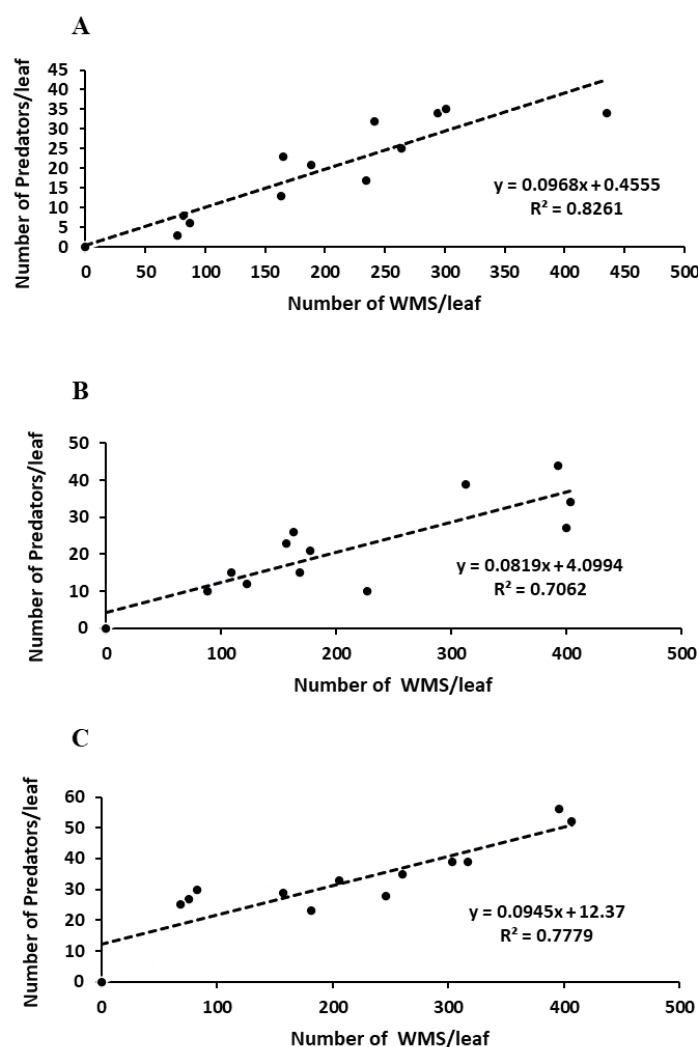 A
Number of Predators/leaf
45
40
35
30
25
20
15
10
5
0
y = 0.0968x + 0.4555
R² = 0.8261
0 50 100 150 200 250 300 350 400 450 500
Number of WMS/leaf
B
Number of Predators/leaf
50
40
30
20
10
0
y = 0.0819x + 4.0994
R² = 0.7062
0 100 200 300 400 500
Number of WMS/leaf
C
Number of Predators/leaf
60
50
40
30
20
10
0
y = 0.0945x + 12.37
R² = 0.7779
0 100 200 300 400 500
Number of WMS/leaf